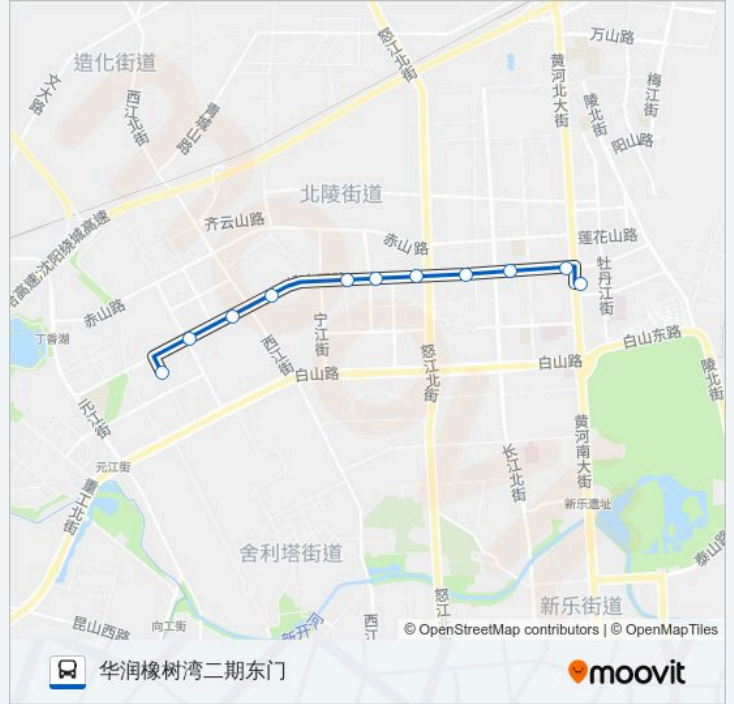 怒江北街
万山路
造化街道
黄河北大街
梅江街
文大路
西江北街
青城山路
陵北街
阳山路
北陵街道
齐云山路
赤山路
莲花山路
沈阳绕城高速
牡丹江街
赤山路
丁香湖
宁江街
西江街
白山东路
怒江北街
白山路
白山路
陵北街
元江街
黄河南大街
长江北街
元江街
重工北街
新乐遗址
舍利塔街道
泰山路
新乐街道
昆山西路
向工街
新开河
西江
怒江
© OpenStreetMap contributors | © OpenMapTiles
华润橡树湾二期东门
moovit